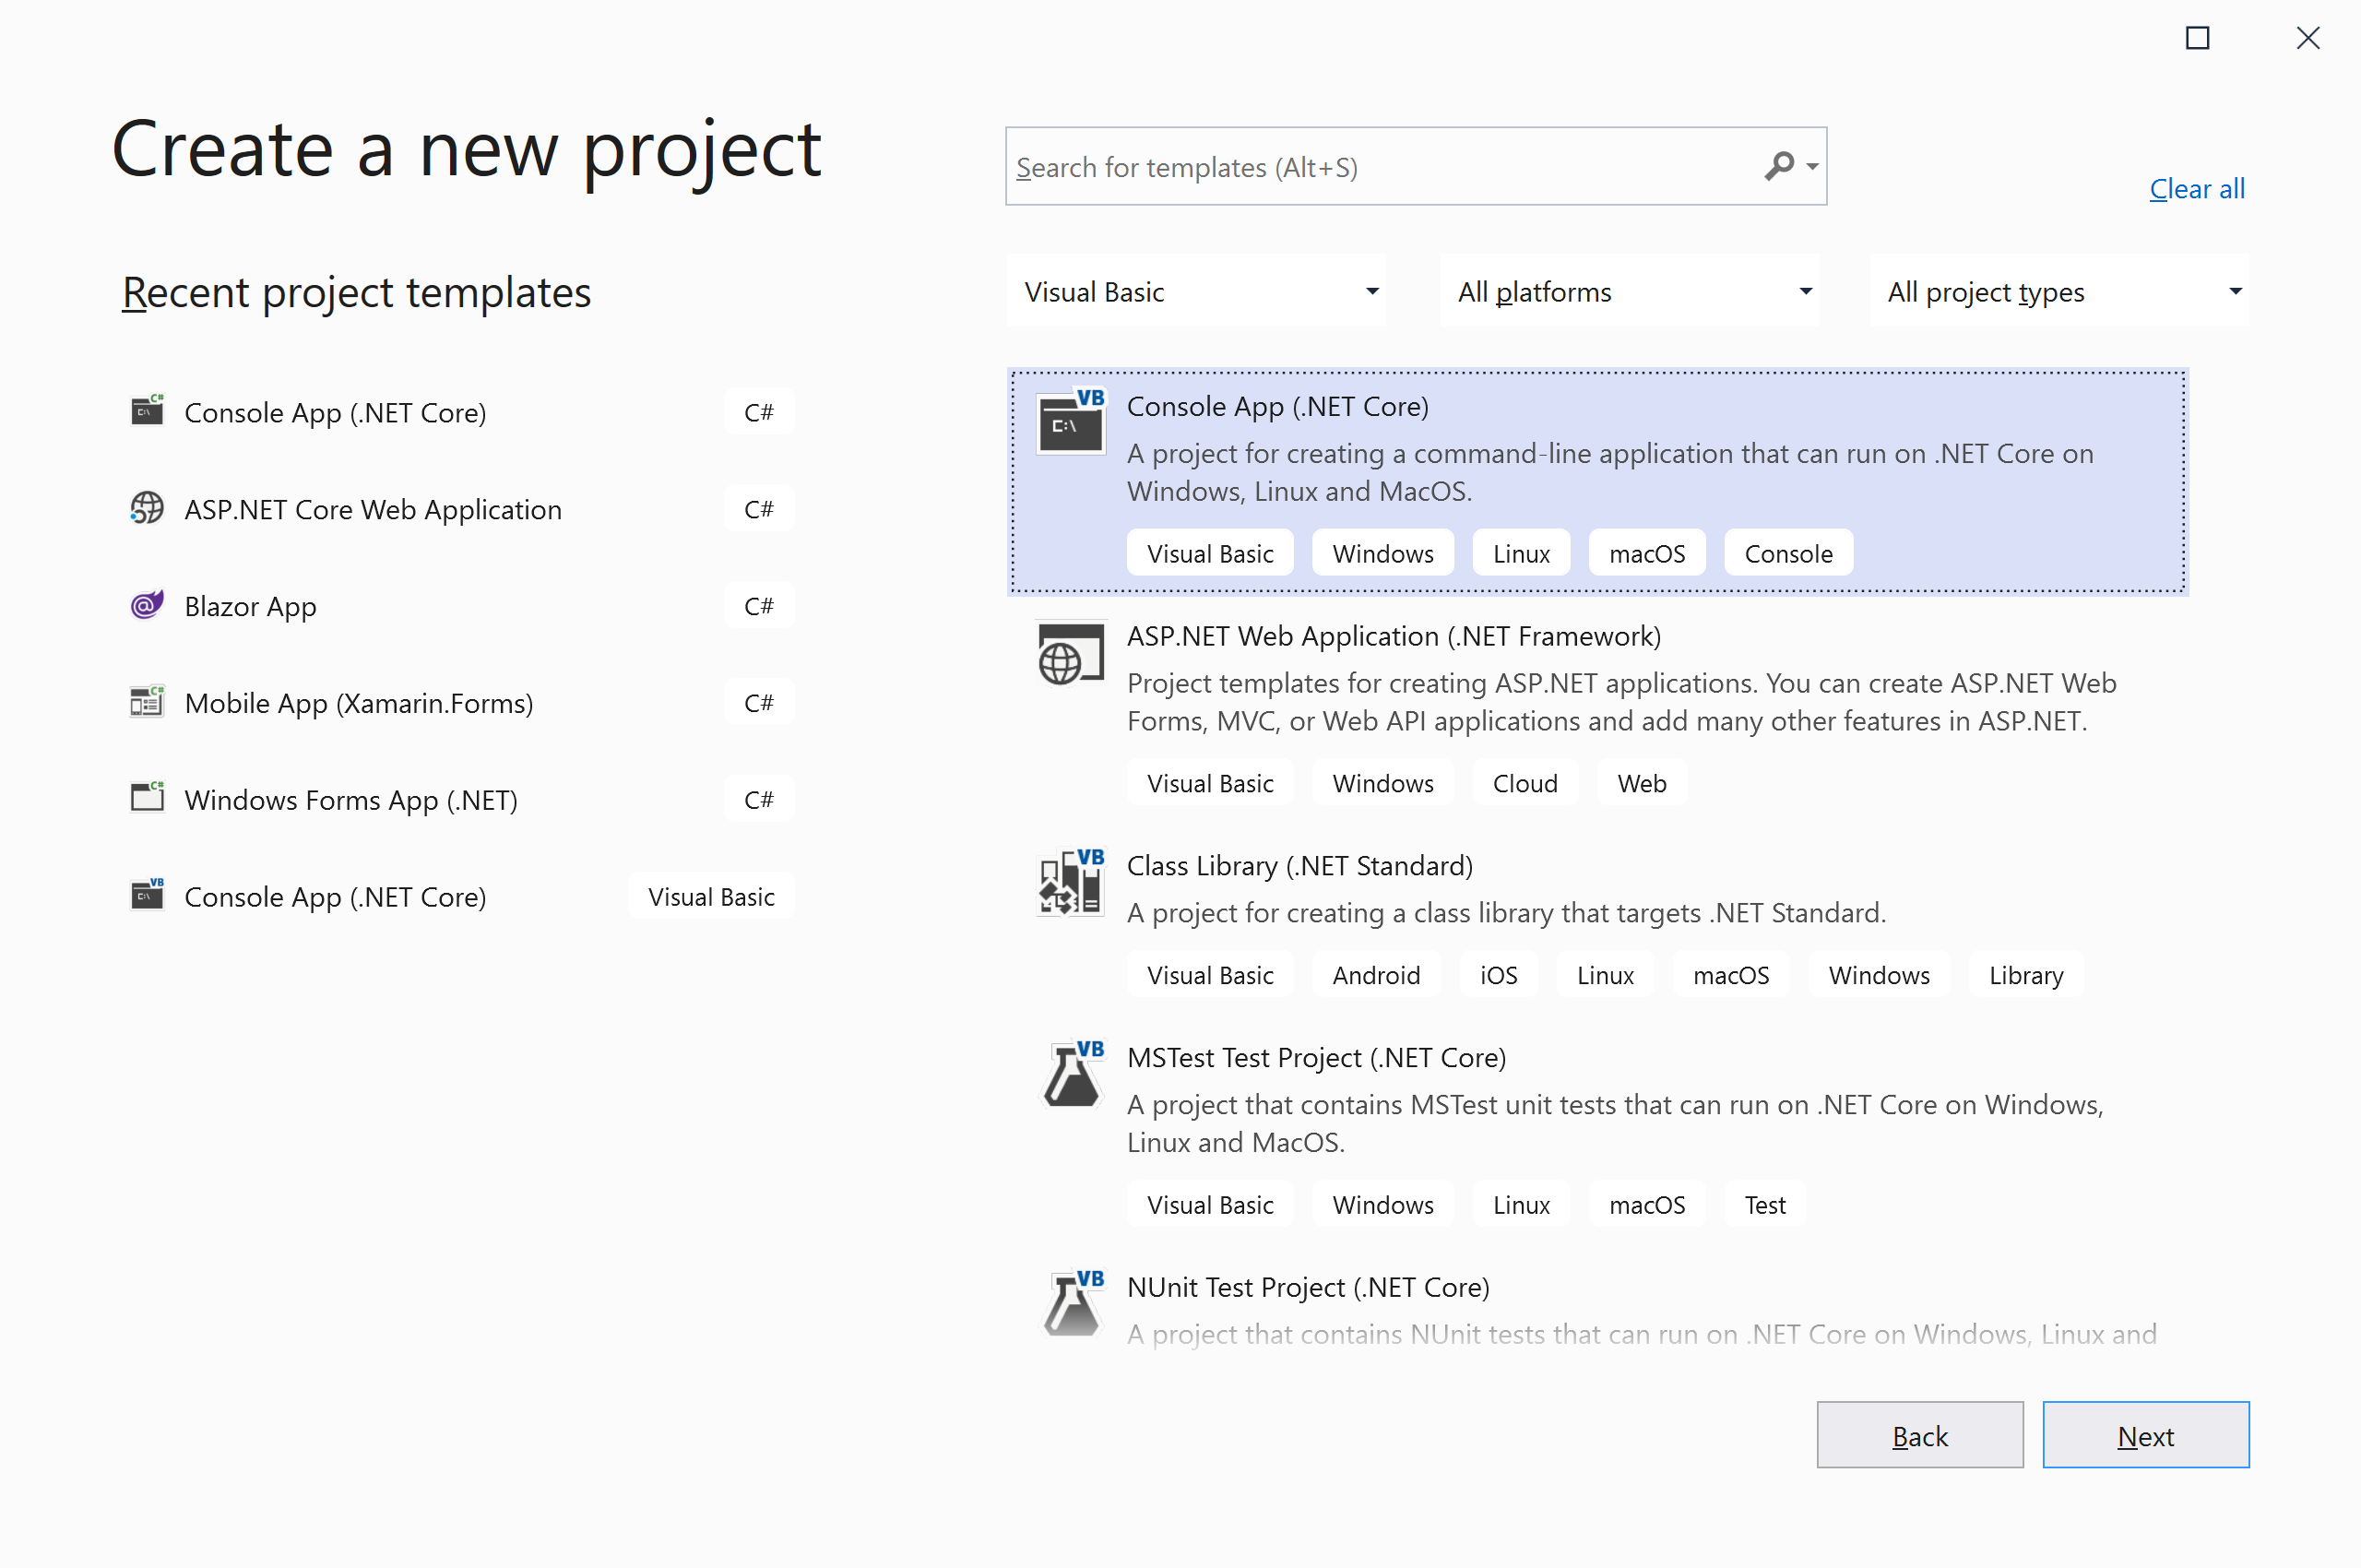 Create a new project
Search for templates (Alt+S)
Clear all
Recent project templates
Visual Basic
All platforms
All project types
Console App (.NET Core)
C#
ASP.NET Core Web Application
C#
Blazor App
C#
Mobile App (Xamarin.Forms)
C#
Windows Forms App (.NET)
C#
Console App (.NET Core)
Visual Basic
VB
C:\
Console App (.NET Core)
A project for creating a command-line application that can run on .NET Core on
Windows, Linux and MacOS.
Visual Basic Windows Linux macOS Console
ASP.NET Web Application (.NET Framework)
Project templates for creating ASP.NET applications. You can create ASP.NET Web
Forms, MVC, or Web API applications and add many other features in ASP.NET.
Visual Basic Windows Cloud Web
VB
Class Library (.NET Standard)
A project for creating a class library that targets .NET Standard.
Visual Basic Android iOS Linux macOS Windows Library
VB
MSTest Test Project (.NET Core)
A project that contains MSTest unit tests that can run on .NET Core on Windows,
Linux and MacOS.
Visual Basic Windows Linux macOS Test
VB
NUnit Test Project (.NET Core)
A project that contains NUnit tests that can run on .NET Core on Windows, Linux and
Back
Next